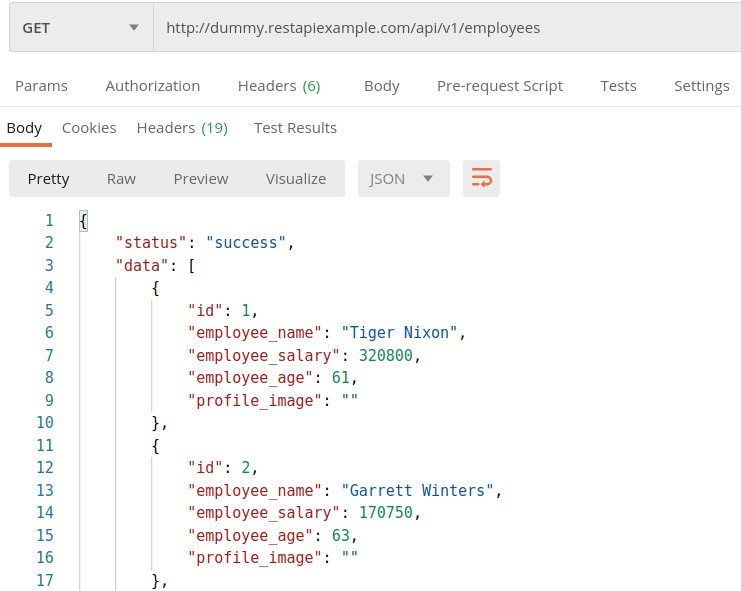 GET http://dummy.restapiexample.com/api/v1/employees
Params Authorization Headers (6) Body Pre-request Script Tests Settings
Body Cookies Headers (19) Test Results
Pretty Raw Preview Visualize JSON
1 {
2 "status": "success",
3 "data": [
4 {
5 "id": 1,
6 "employee_name": "Tiger Nixon",
7 "employee_salary": 320800,
8 "employee_age": 61,
9 "profile_image": ""
10 },
11 {
12 "id": 2,
13 "employee_name": "Garrett Winters",
14 "employee_salary": 170750,
15 "employee_age": 63,
16 "profile_image": ""
17 },